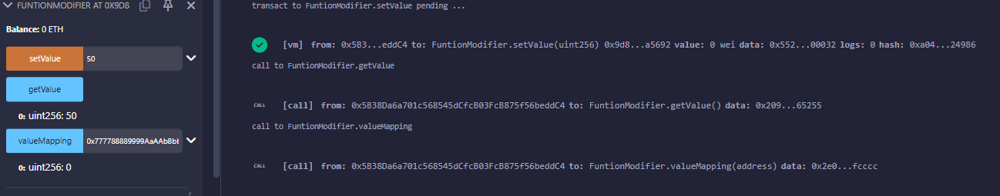 FUNTIONMODIFIER AT 0X9D8
Balance: 0 ETH
setValue 50
getValue
0: uint256: 50
valueMapping 0x777788889999AaAAbBbb
0: uint256: 0
transact to FuntionModifier.setValue pending ...
[vm] from: 0x5B3...eddC4 to: FuntionModifier.setValue(uint256) 0x9d8...a5692 value: 0 wei data: 0x552...00032 logs: 0 hash: 0xa04...24986
call to FuntionModifier.getValue
CALL [call] from: 0x5B38Da6a701c568545dCfcB03FcB875f56beddC4 to: FuntionModifier.getValue() data: 0x209...65255
call to FuntionModifier.valueMapping
CALL [call] from: 0x5B38Da6a701c568545dCfcB03FcB875f56beddC4 to: FuntionModifier.valueMapping(address) data: 0x2e0...fcccc